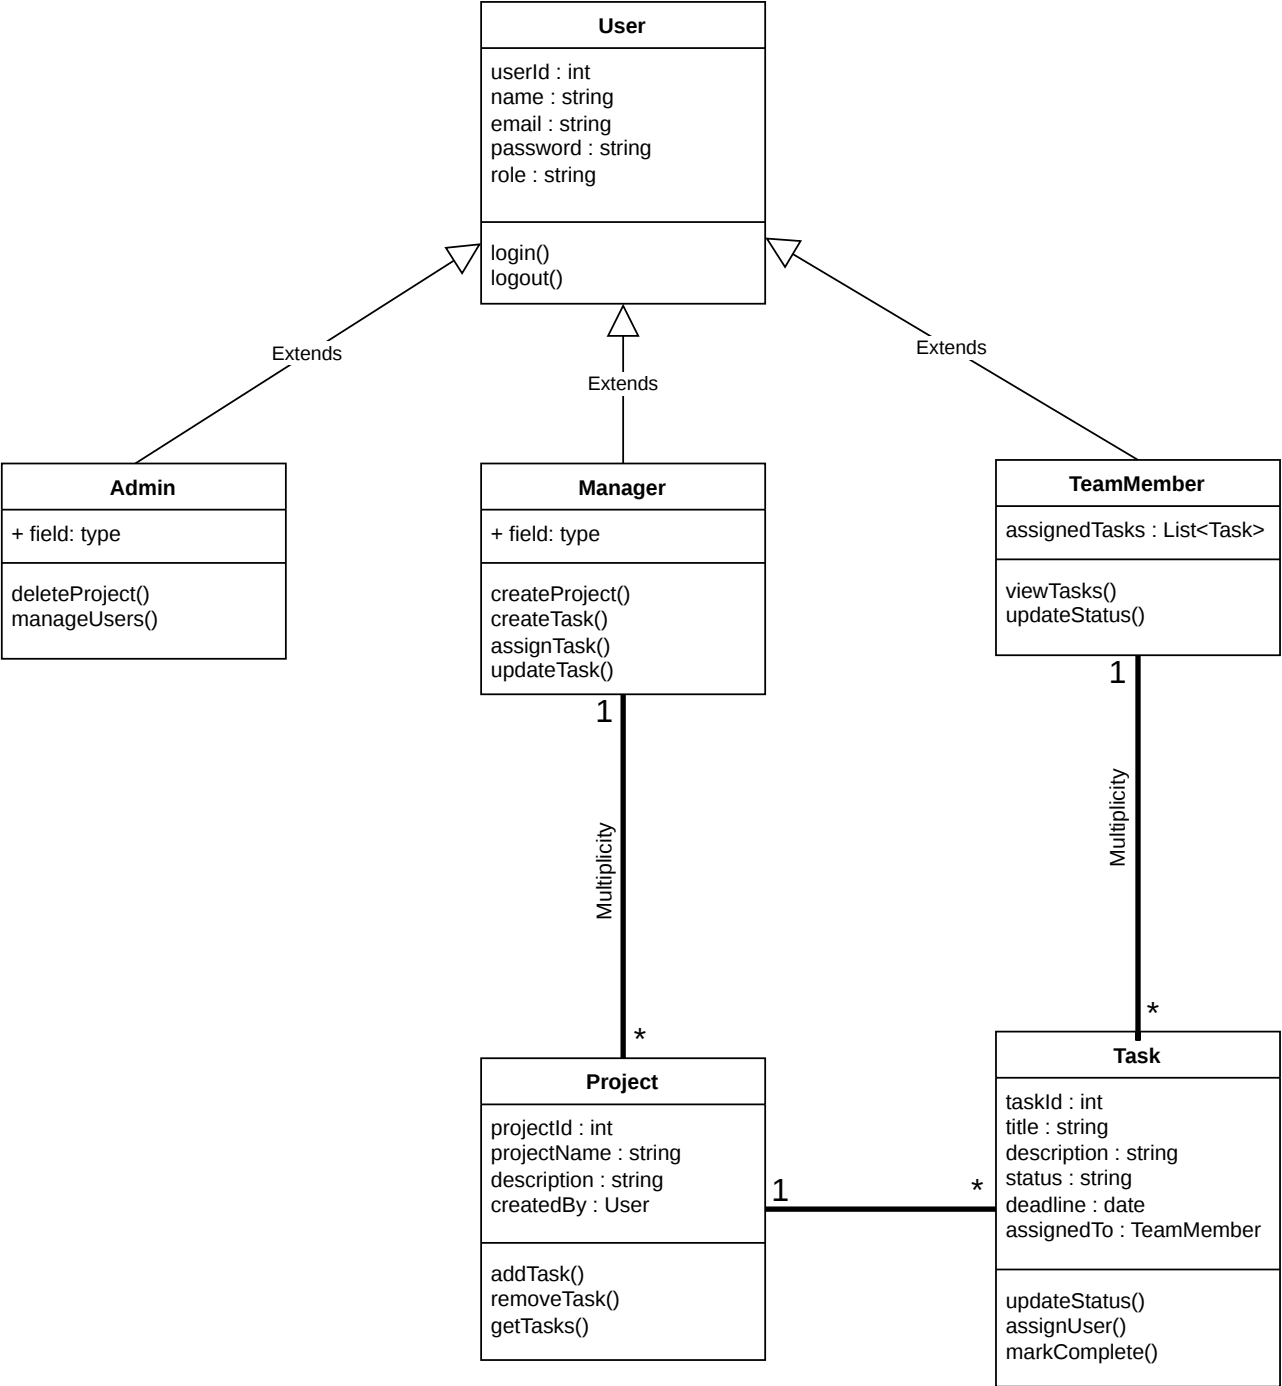 User
userId : int
name : string
email : string
password : string
role : string
login()
logout()
Extends
Extends
Extends
Admin
+ field: type
deleteProject()
manageUsers()
Manager
+ field: type
createProject()
createTask()
assignTask()
updateTask()
TeamMember
assignedTasks : List<Task>
viewTasks()
updateStatus()
1
Multiplicity
*
1
Multiplicity
*
Project
projectId : int
projectName : string
description : string
createdBy : User
addTask()
removeTask()
getTasks()
1
*
Task
taskId : int
title : string
description : string
status : string
deadline : date
assignedTo : TeamMember
updateStatus()
assignUser()
markComplete()